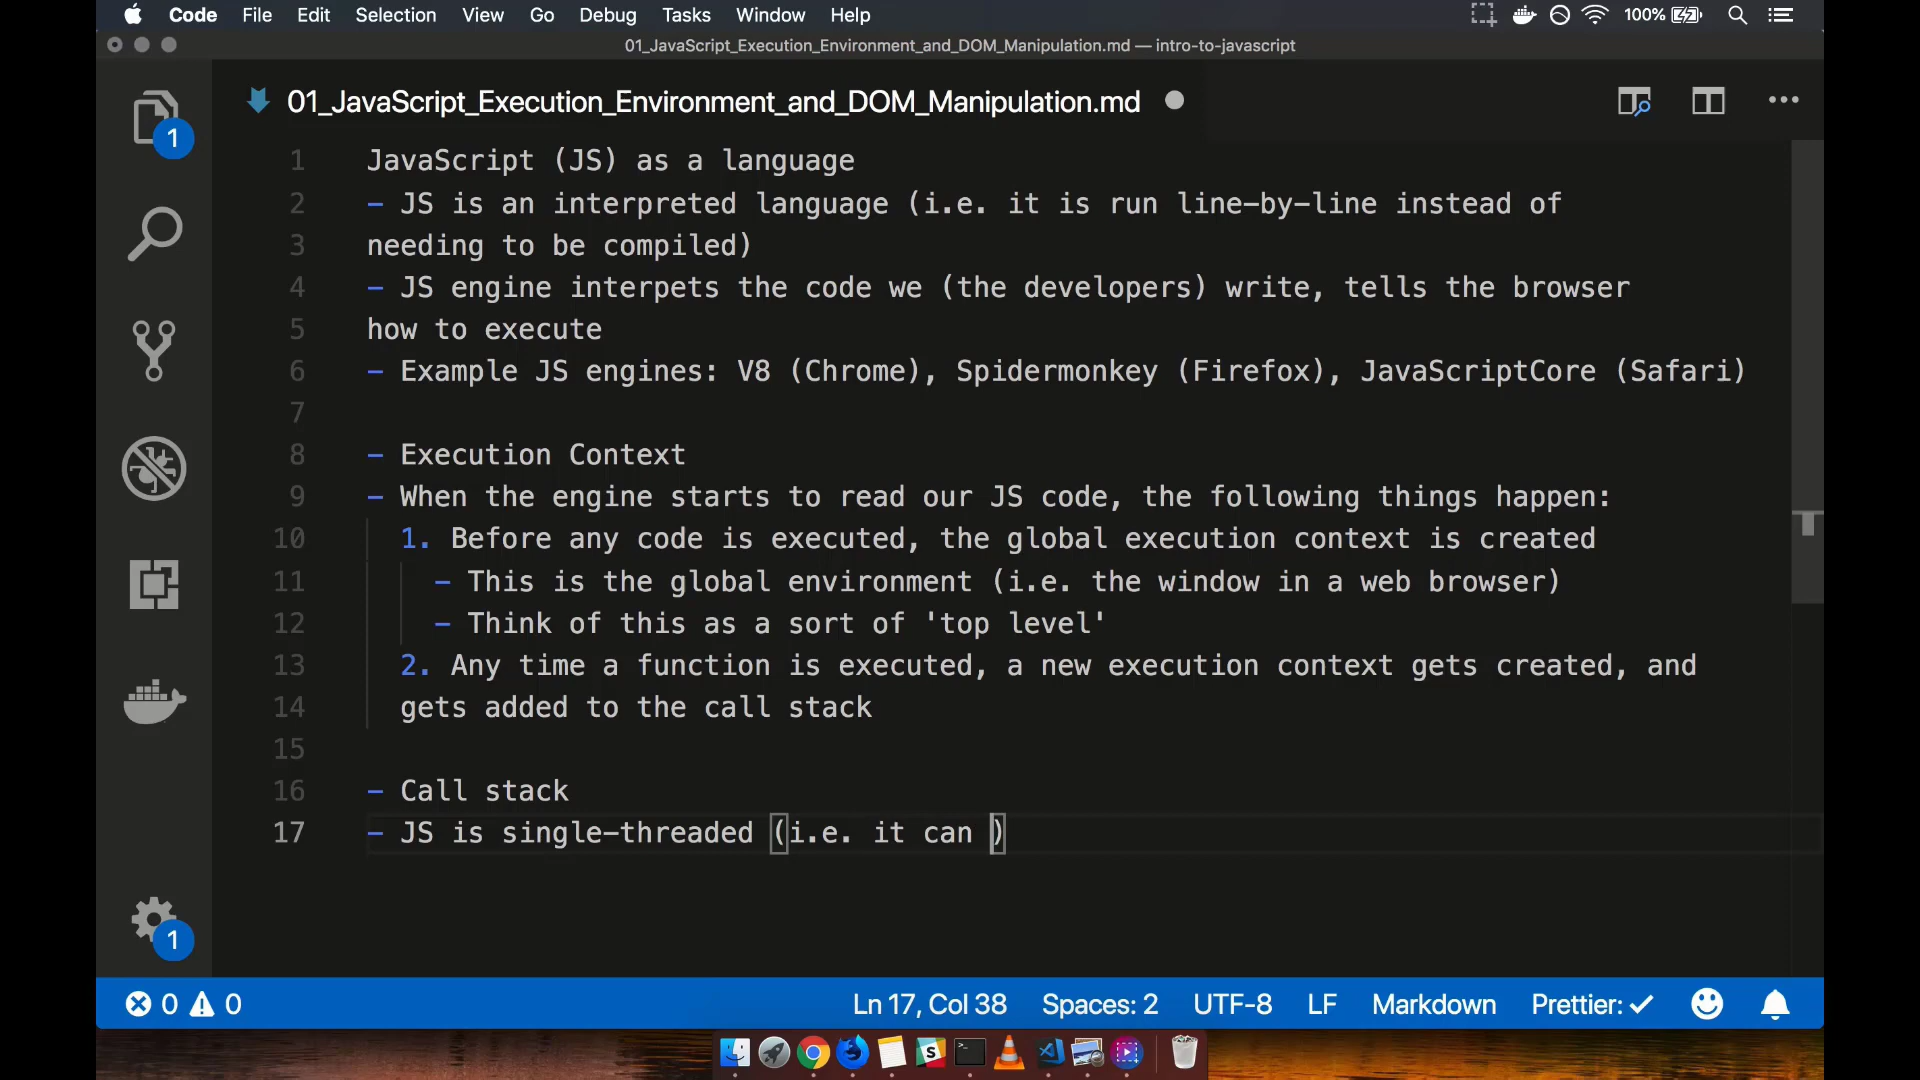 Code File Edit Selection View Go Debug Tasks Window Help 100%
01_JavaScript_Execution_Environment_and_DOM_Manipulation.md — intro-to-javascript
01_JavaScript_Execution_Environment_and_DOM_Manipulation.md
1 JavaScript (JS) as a language
2 - JS is an interpreted language (i.e. it is run line-by-line instead of
3 needing to be compiled)
4 - JS engine interpets the code we (the developers) write, tells the browser
5 how to execute
6 - Example JS engines: V8 (Chrome), Spidermonkey (Firefox), JavaScriptCore (Safari)
7
8 - Execution Context
9 - When the engine starts to read our JS code, the following things happen:
10 1. Before any code is executed, the global execution context is created
11 - This is the global environment (i.e. the window in a web browser)
12 - Think of this as a sort of 'top level'
13 2. Any time a function is executed, a new execution context gets created, and
14 gets added to the call stack
15
16 - Call stack
17 - JS is single-threaded (i.e. it can )
1
1
0 0 Ln 17, Col 38 Spaces: 2 UTF-8 LF Markdown Prettier: ✓
S